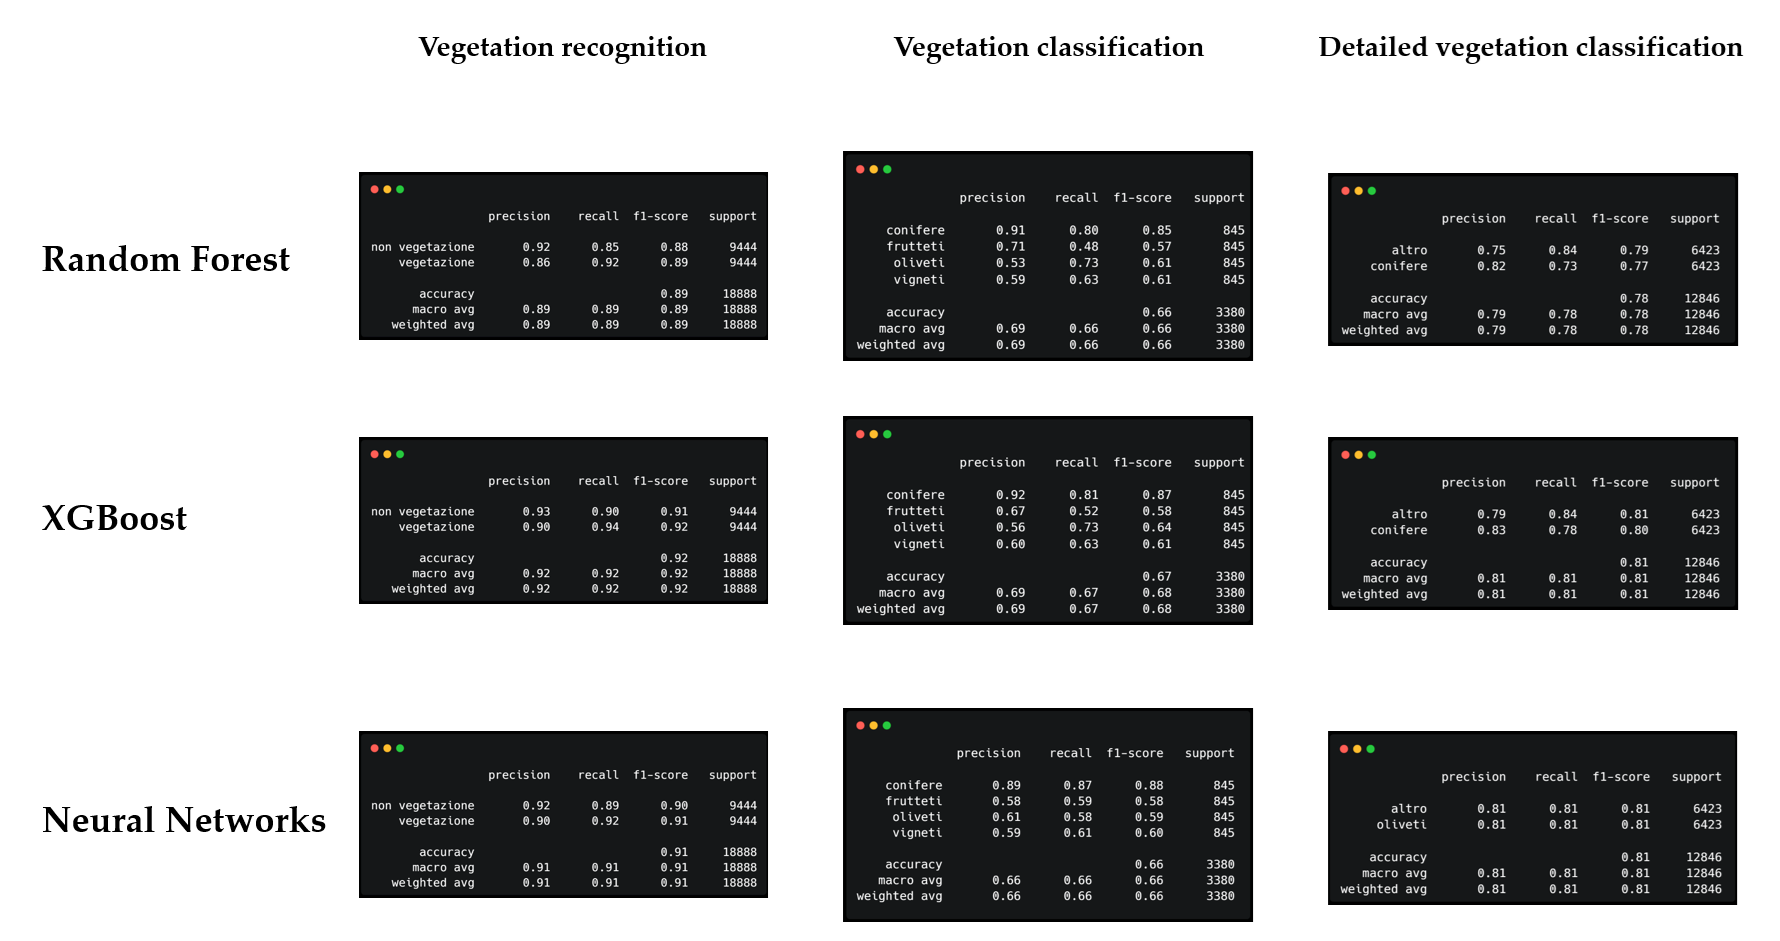 Vegetation recognition
Vegetation classification
Detailed vegetation classification
Random Forest
precision recall f1-score support
non vegetazione 0.92 0.85 0.88 9444
vegetazione 0.86 0.92 0.89 9444
accuracy 0.89 18888
macro avg 0.89 0.89 0.89 18888
weighted avg 0.89 0.89 0.89 18888
precision recall f1-score support
conifere 0.91 0.80 0.85 845
frutteti 0.71 0.48 0.57 845
oliveti 0.53 0.73 0.61 845
vigneti 0.59 0.63 0.61 845
accuracy 0.66 3380
macro avg 0.69 0.66 0.66 3380
weighted avg 0.69 0.66 0.66 3380
precision recall f1-score support
altro 0.75 0.84 0.79 6423
conifere 0.82 0.73 0.77 6423
accuracy 0.78 12846
macro avg 0.79 0.78 0.78 12846
weighted avg 0.79 0.78 0.78 12846
XGBoost
precision recall f1-score support
non vegetazione 0.93 0.90 0.91 9444
vegetazione 0.90 0.94 0.92 9444
accuracy 0.92 18888
macro avg 0.92 0.92 0.92 18888
weighted avg 0.92 0.92 0.92 18888
precision recall f1-score support
conifere 0.92 0.81 0.87 845
frutteti 0.67 0.52 0.58 845
oliveti 0.56 0.73 0.64 845
vigneti 0.60 0.63 0.61 845
accuracy 0.67 3380
macro avg 0.69 0.67 0.68 3380
weighted avg 0.69 0.67 0.68 3380
precision recall f1-score support
altro 0.79 0.84 0.81 6423
conifere 0.83 0.78 0.80 6423
accuracy 0.81 12846
macro avg 0.81 0.81 0.81 12846
weighted avg 0.81 0.81 0.81 12846
Neural Networks
precision recall f1-score support
non vegetazione 0.92 0.89 0.90 9444
vegetazione 0.90 0.92 0.91 9444
accuracy 0.91 18888
macro avg 0.91 0.91 0.91 18888
weighted avg 0.91 0.91 0.91 18888
precision recall f1-score support
conifere 0.89 0.87 0.88 845
frutteti 0.58 0.59 0.58 845
oliveti 0.61 0.58 0.59 845
vigneti 0.59 0.61 0.60 845
accuracy 0.66 3380
macro avg 0.66 0.66 0.66 3380
weighted avg 0.66 0.66 0.66 3380
precision recall f1-score support
altro 0.81 0.81 0.81 6423
oliveti 0.81 0.81 0.81 6423
accuracy 0.81 12846
macro avg 0.81 0.81 0.81 12846
weighted avg 0.81 0.81 0.81 12846